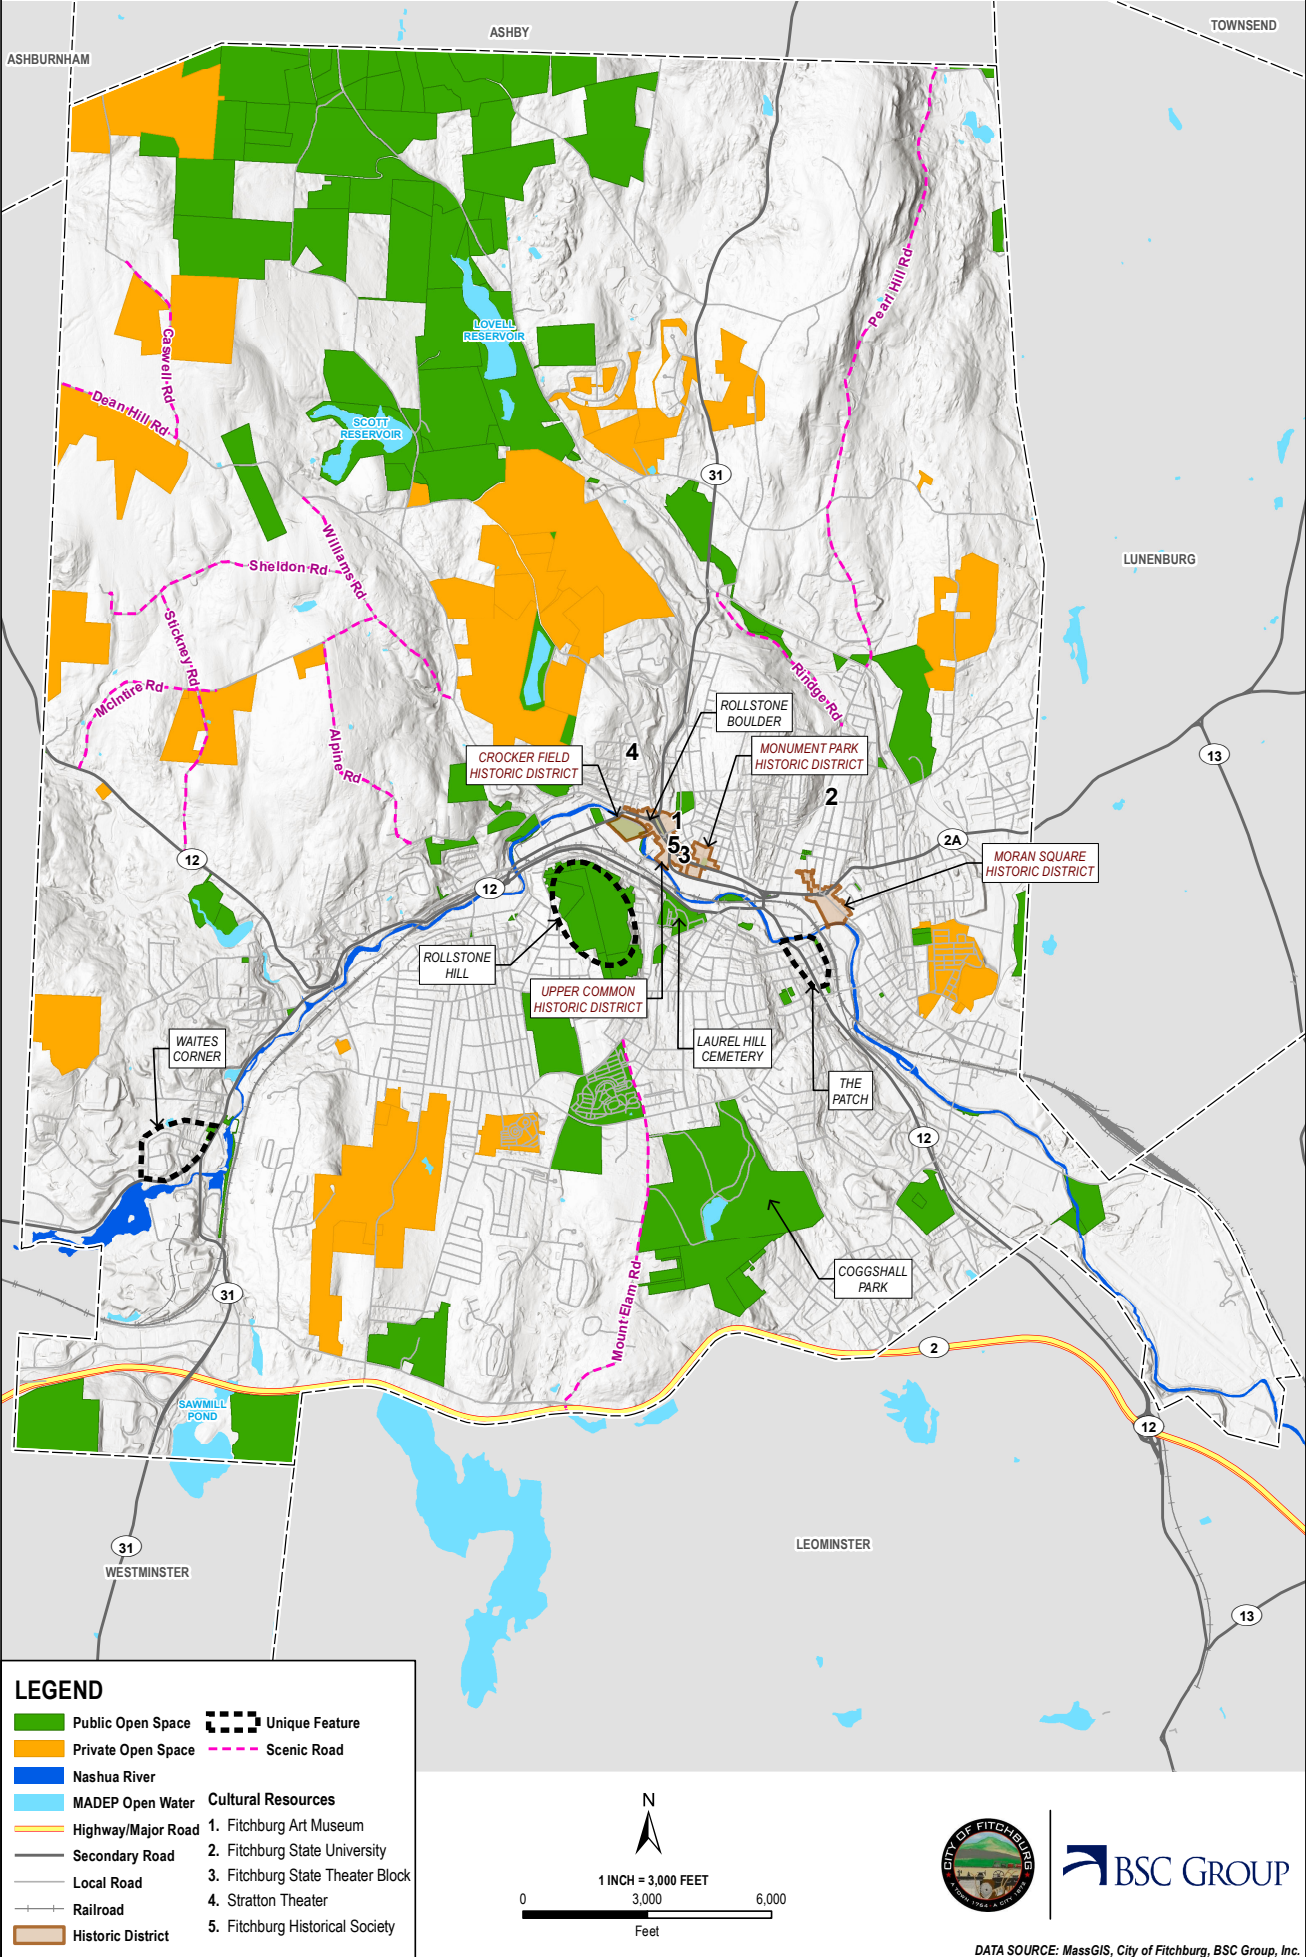 ASHBY
TOWNSEND
ASHBURNHAM
Pearl Hill Rd
LOVELL
RESERVOIR
Caswell Rd
Dean Hill Rd
SCOTT
RESERVOIR
31
Williams Rd
Sheldon Rd
LUNENBURG
Stickney Rd
McIntire Rd
Rindge Rd
Alpine Rd
ROLLSTONE
BOULDER
4
CROCKER FIELD
HISTORIC DISTRICT
MONUMENT PARK
HISTORIC DISTRICT
13
2
1
5
3
2A
12
MORAN SQUARE
HISTORIC DISTRICT
12
ROLLSTONE
HILL
UPPER COMMON
HISTORIC DISTRICT
WAITES
CORNER
LAUREL HILL
CEMETERY
THE
PATCH
12
COGGSHALL
PARK
31
Mount Elam Rd
2
SAWMILL
POND
12
31
LEOMINSTER
WESTMINSTER
13
LEGEND
Public Open Space
Private Open Space
Nashua River
MADEP Open Water
Highway/Major Road
Secondary Road
Local Road
Railroad
Historic District
Unique Feature
Scenic Road
Cultural Resources
1. Fitchburg Art Museum
2. Fitchburg State University
3. Fitchburg State Theater Block
4. Stratton Theater
5. Fitchburg Historical Society
N
1 INCH = 3,000 FEET
0 3,000 6,000
Feet
CITY OF FITCHBURG
A TOWN 1764 · A CITY 1872
BSC GROUP
DATA SOURCE: MassGIS, City of Fitchburg, BSC Group, Inc.